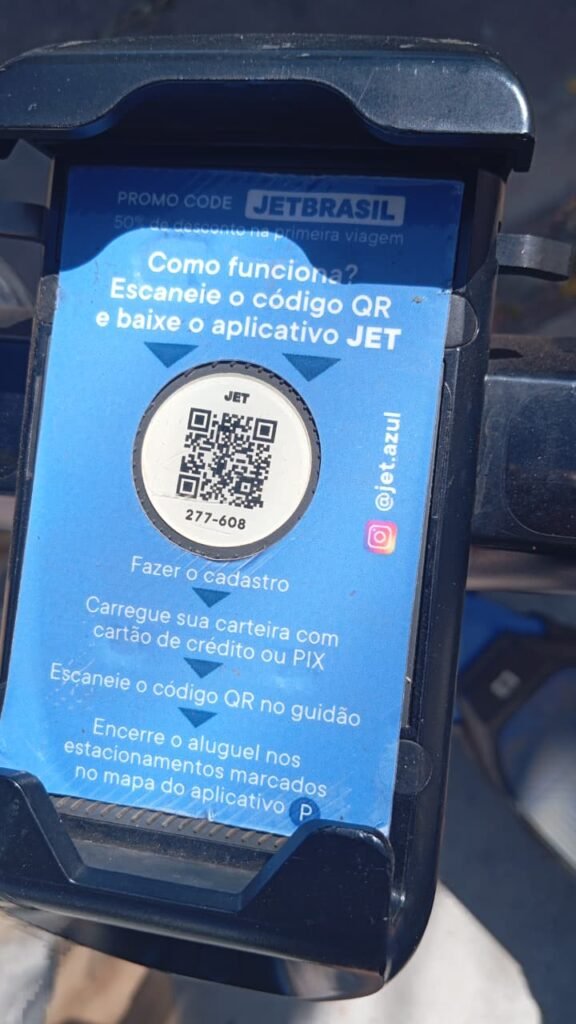 PROMO CODE JETBRASIL
50% de desconto na primeira viagem
Como funciona?
Escaneie o código QR
e baixe o aplicativo JET
JET
277-608
@jet.azul
Fazer o cadastro
Carregue sua carteira com
cartão de crédito ou PIX
Escaneie o código QR no guidão
Encerre o aluguel nos
estacionamentos marcados
no mapa do aplicativo P